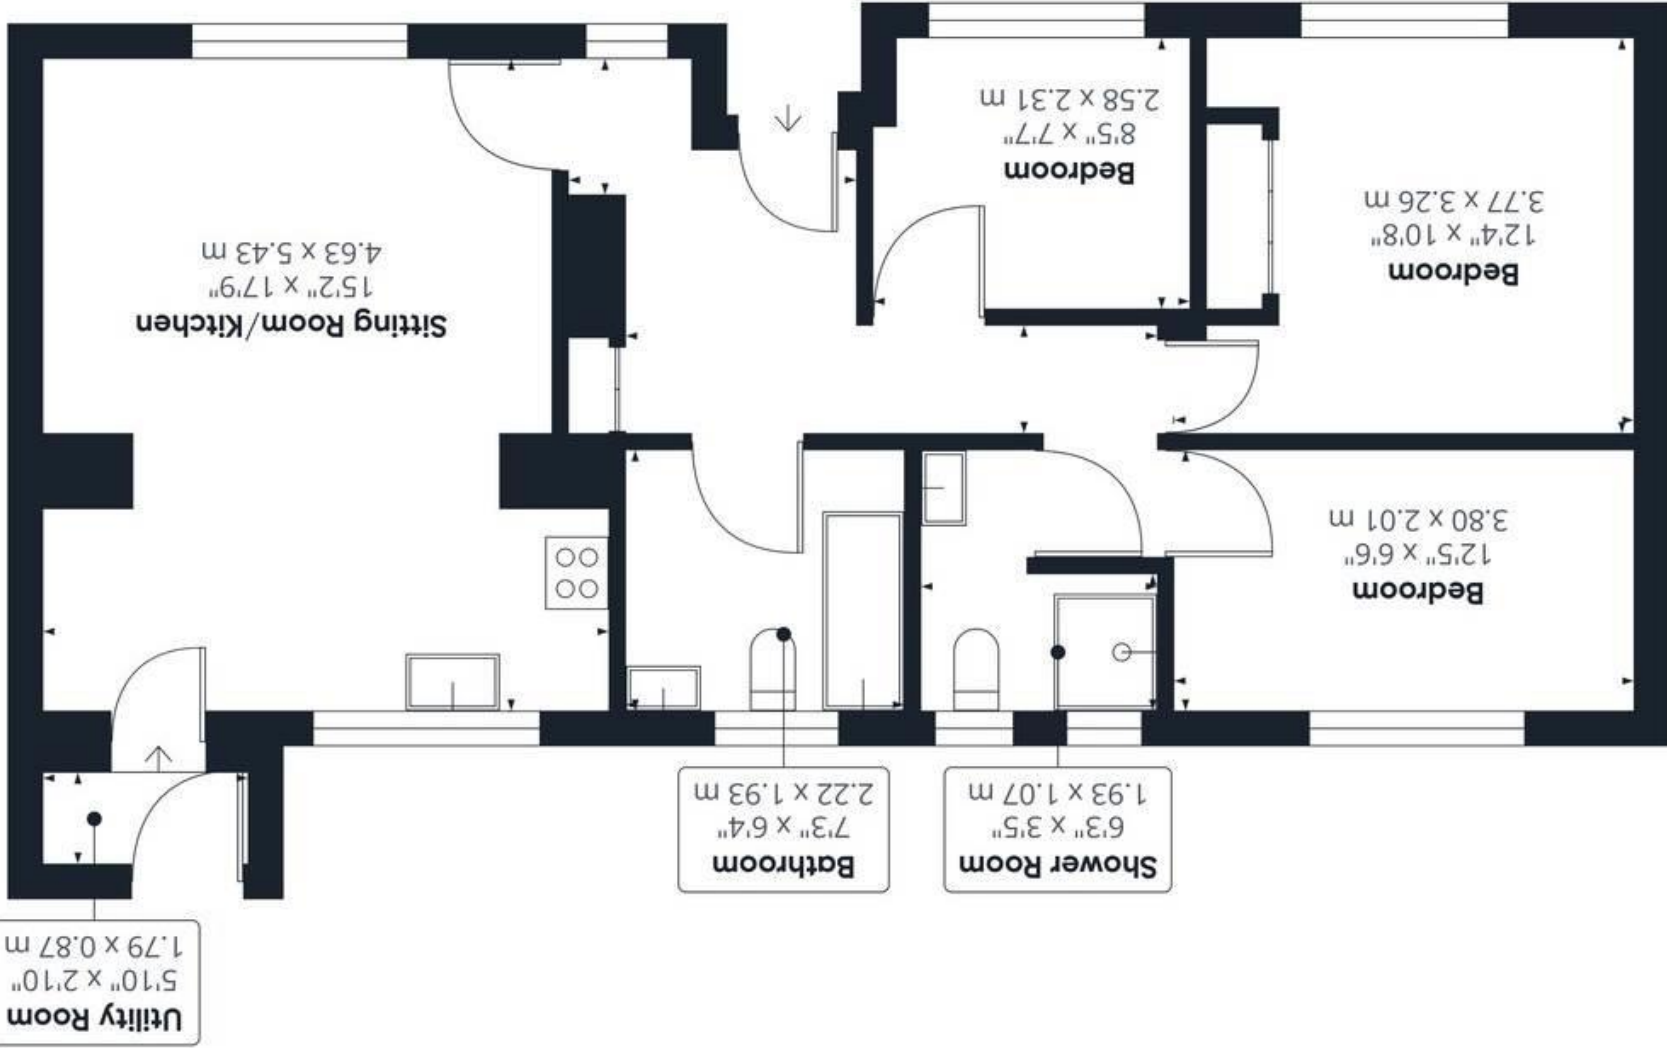 Utility Room
5'10" x 2'10"
1.79 x 0.87 m
Shower Room
6'3" x 3'5"
1.93 x 1.07 m
Bathroom
7'3" x 6'4"
2.22 x 1.93 m
Bedroom
12'5" x 6'6"
3.80 x 2.01 m
Sitting Room/Kitchen
15'2" x 17'9"
4.63 x 5.43 m
Bedroom
12'4" x 10'8"
3.77 x 3.26 m
Bedroom
8'5" x 7'7"
2.58 x 2.31 m